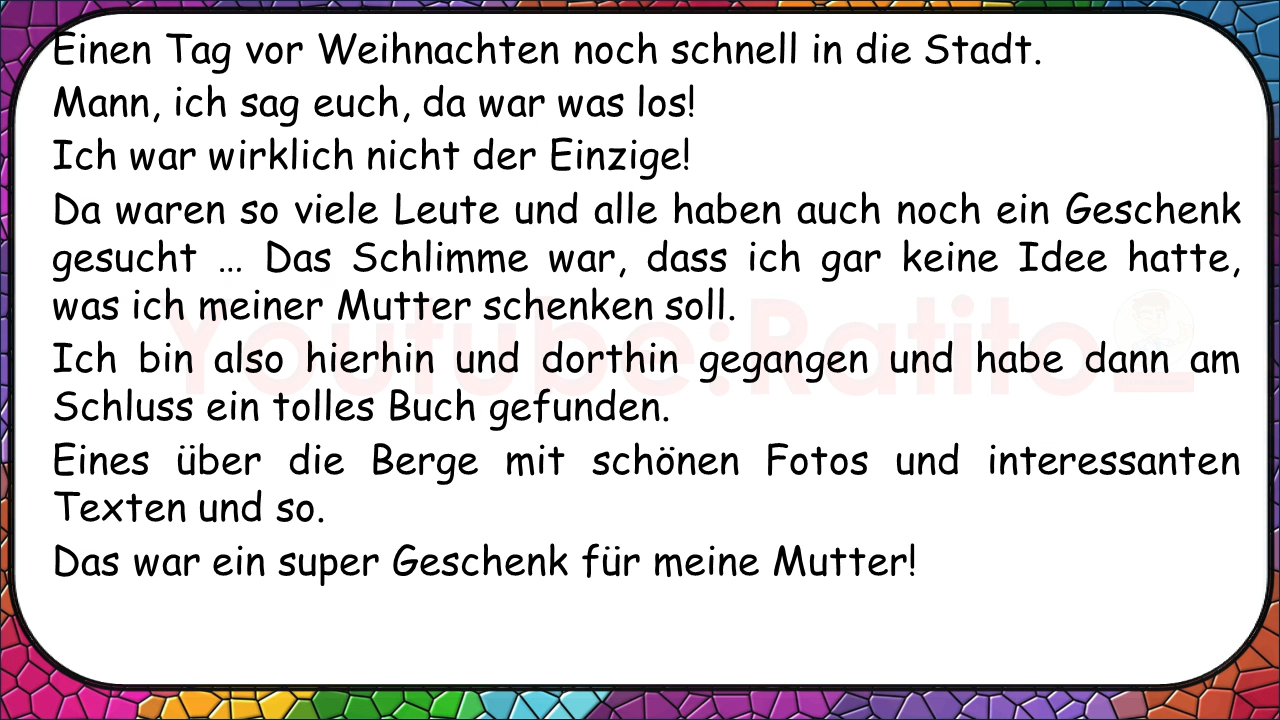 Einen Tag vor Weihnachten noch schnell in die Stadt.
Mann, ich sag euch, da war was los!
Ich war wirklich nicht der Einzige!
Da waren so viele Leute und alle haben auch noch ein Geschenk
gesucht … Das Schlimme war, dass ich gar keine Idee hatte,
was ich meiner Mutter schenken soll.
Youtube:Ratito
Ich bin also hierhin und dorthin gegangen und habe dann am
Schluss ein tolles Buch gefunden.
Eines über die Berge mit schönen Fotos und interessanten
Texten und so.
Das war ein super Geschenk für meine Mutter!